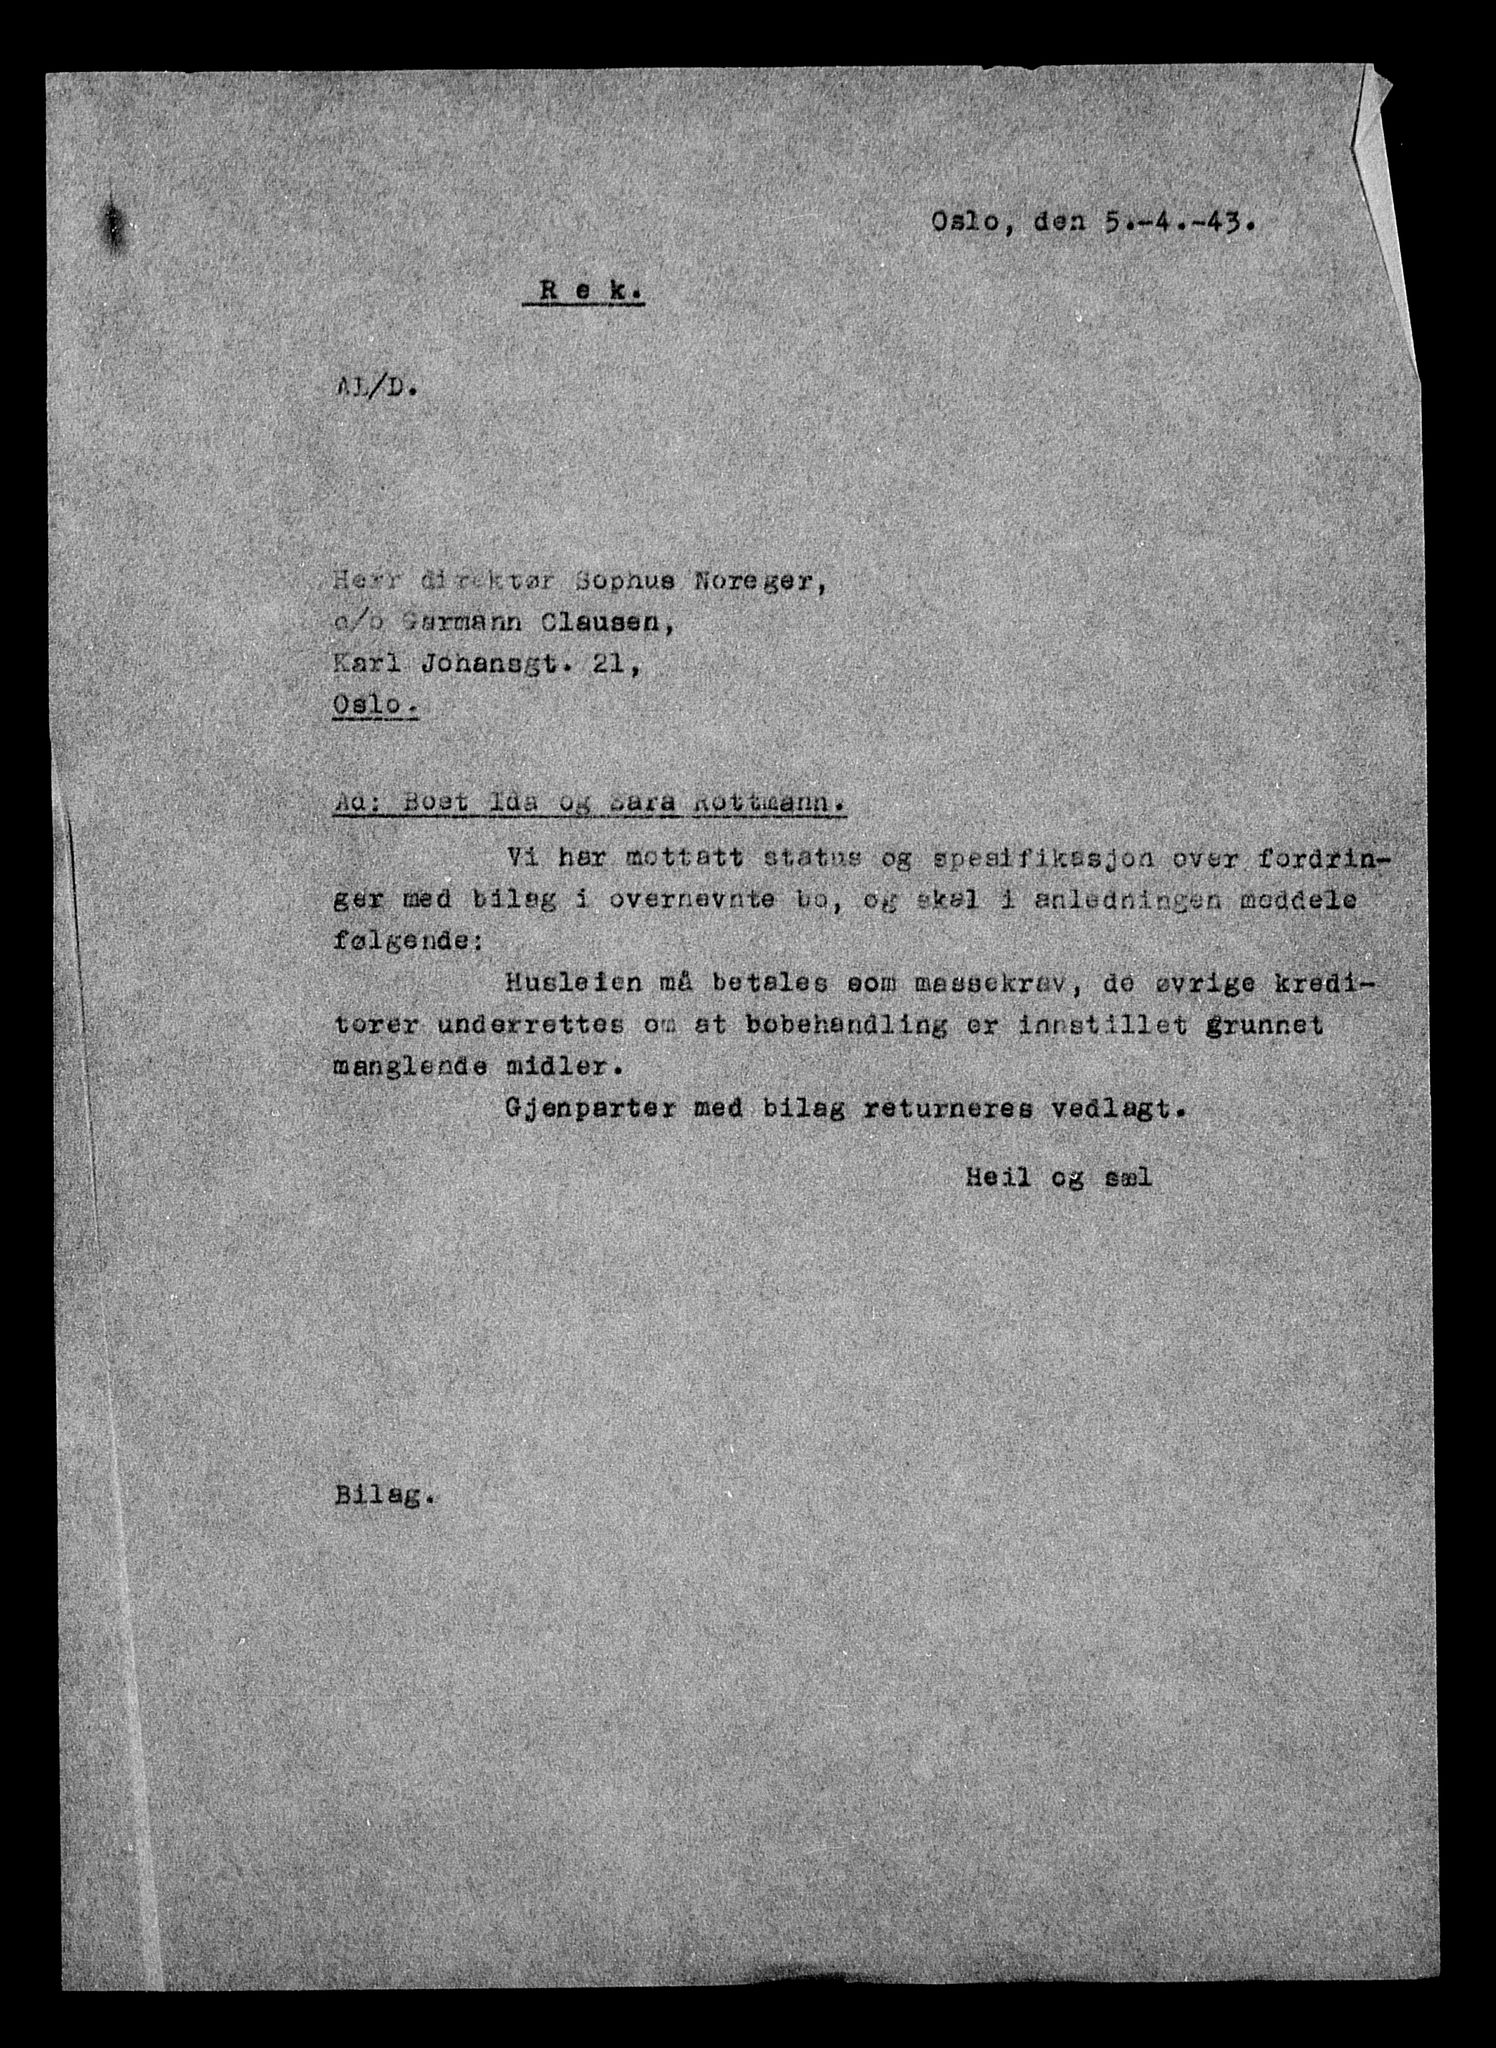 Oslo, den 5.-4.-43.
R e k.
AL/D.
Herr direktør Sophus Noreger,
c/o Garmann Clausen,
Karl Johansgt. 21,
Oslo.
Ad: Boet Ida og Sara Rottmann.
Vi har mottatt status og spesifikasjon over fordrin-
ger med bilag i overnevnte bo, og skal i anledningen meddele
følgende:
Husleien må betales som massekrav, de øvrige kredi-
torer underrettes om at bobehandling er innstillet grunnet
manglende midler.
Gjenparter med bilag returneres vedlagt.
Heil og sæl
Bilag.